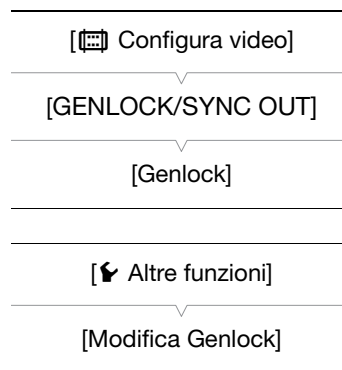 [ Configura video]
[GENLOCK/SYNC OUT]
[Genlock]
[ Altre funzioni]
[Modifica Genlock]